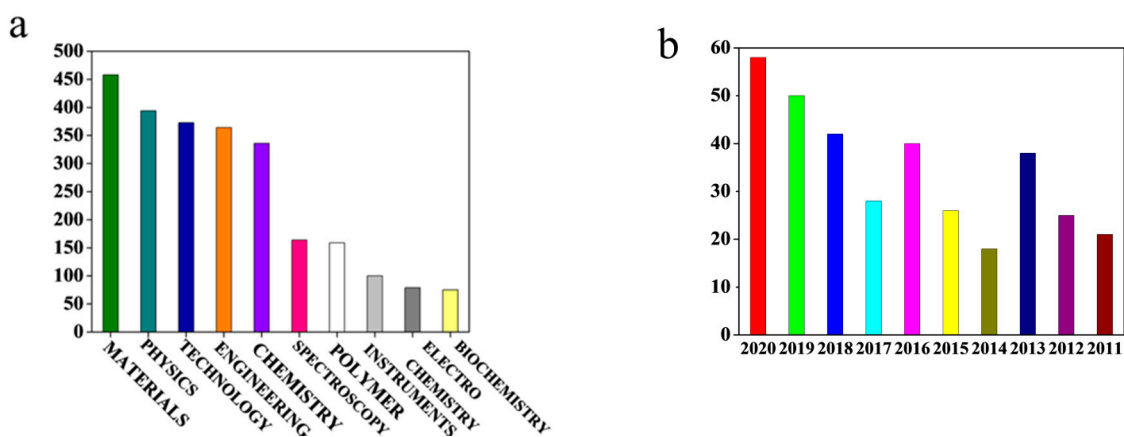 a
500
450
400
350
300
250
200
150
100
50
0
MATERIALS
PHYSICS
TECHNOLOGY
ENGINEERING
CHEMISTRY
SPECTROSCOPY
POLYMER
INSTRUMENTS
CHEMISTRY
ELECTRO
BIOCHEMISTRY
b
60
50
40
30
20
10
0
2020 2019 2018 2017 2016 2015 2014 2013 2012 2011